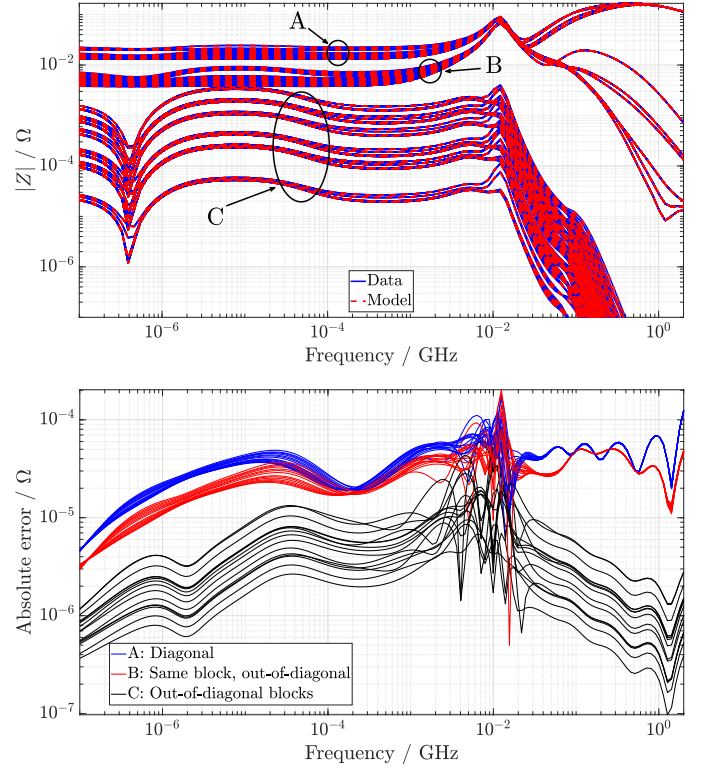 A
B
C
10^-2
10^-4
10^-6
|Z| / Ω
Data
Model
10^-6
10^-4
10^-2
10^0
Frequency / GHz
10^-4
10^-5
10^-6
10^-7
Absolute error / Ω
A: Diagonal
B: Same block, out-of-diagonal
C: Out-of-diagonal blocks
10^-6
10^-4
10^-2
10^0
Frequency / GHz